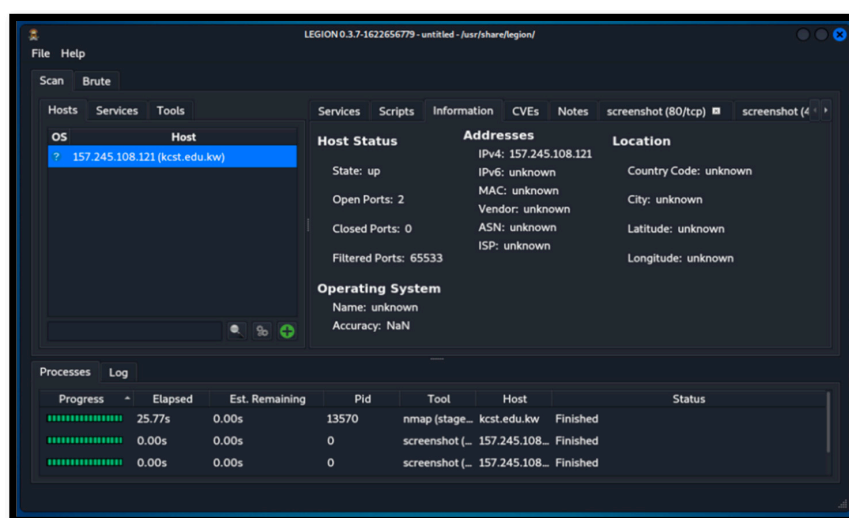 LEGION 0.3.7-1622656779 - untitled - /usr/share/legion/
File Help
Scan Brute
Hosts Services Tools
OS Host
? 157.245.108.121 (kcst.edu.kw)
Services Scripts Information CVEs Notes screenshot (80/tcp) screenshot (4
Host Status
State: up
Open Ports: 2
Closed Ports: 0
Filtered Ports: 65533
Addresses
IPv4: 157.245.108.121
IPv6: unknown
MAC: unknown
Vendor: unknown
ASN: unknown
ISP: unknown
Location
Country Code: unknown
City: unknown
Latitude: unknown
Longitude: unknown
Operating System
Name: unknown
Accuracy: NaN
Processes Log
Progress Elapsed Est. Remaining Pid Tool Host Status
25.77s 0.00s 13570 nmap (stage... kcst.edu.kw Finished
0.00s 0.00s 0 screenshot (... 157.245.108... Finished
0.00s 0.00s 0 screenshot (... 157.245.108... Finished